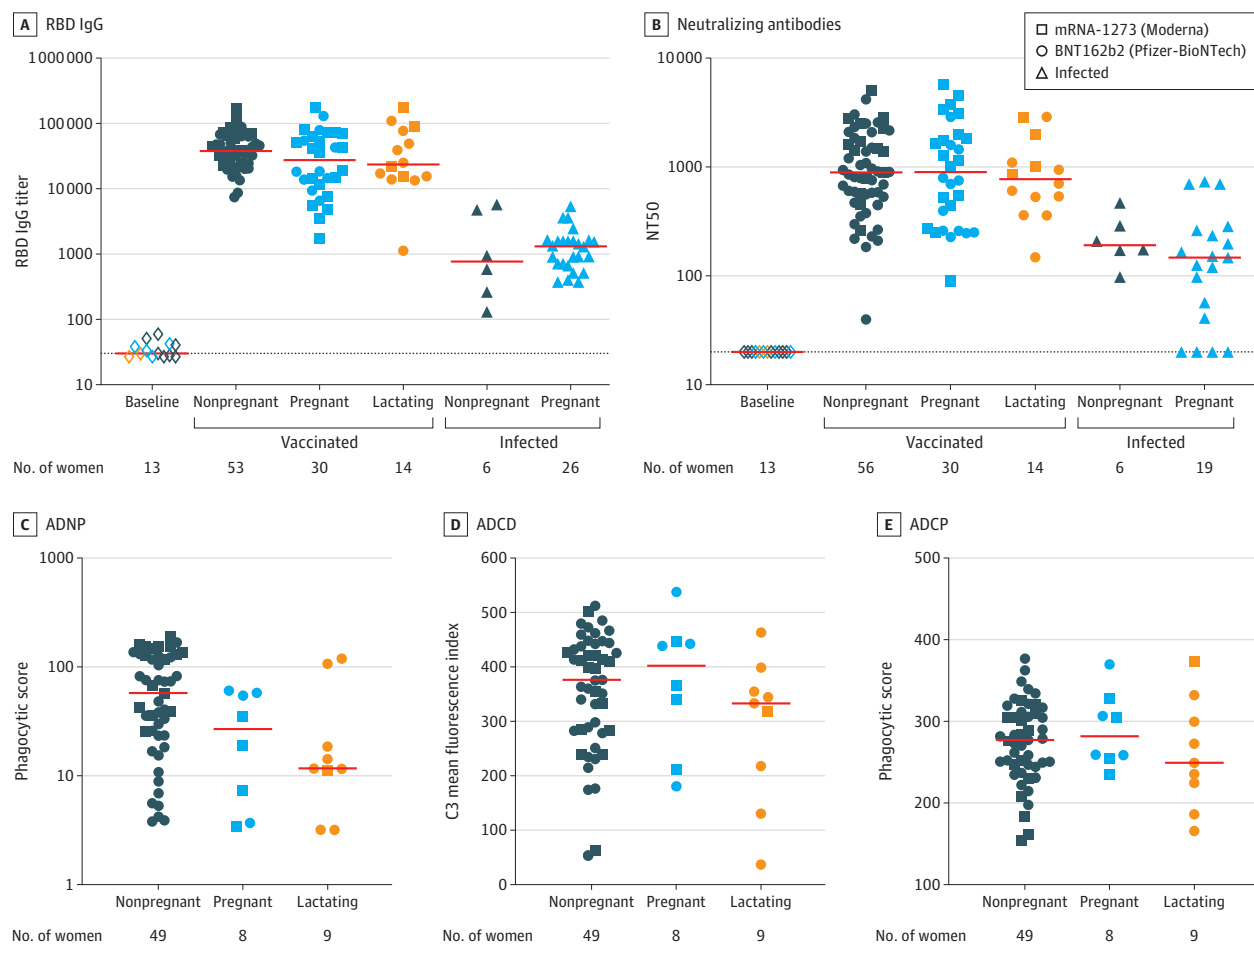 A RBD IgG
RBD IgG titer
1000000
100000
10000
1000
100
10
Baseline Nonpregnant Pregnant Lactating Nonpregnant Pregnant
Vaccinated Infected
No. of women 13 53 30 14 6 26
B Neutralizing antibodies
mRNA-1273 (Moderna)
BNT162b2 (Pfizer-BioNTech)
Infected
NT50
10000
1000
100
10
Baseline Nonpregnant Pregnant Lactating Nonpregnant Pregnant
Vaccinated Infected
No. of women 13 56 30 14 6 19
C ADNP
Phagocytic score
1000
100
10
1
Nonpregnant Pregnant Lactating
No. of women 49 8 9
D ADCD
C3 mean fluorescence index
600
500
400
300
200
100
0
Nonpregnant Pregnant Lactating
No. of women 49 8 9
E ADCP
Phagocytic score
500
400
300
200
100
Nonpregnant Pregnant Lactating
No. of women 49 8 9